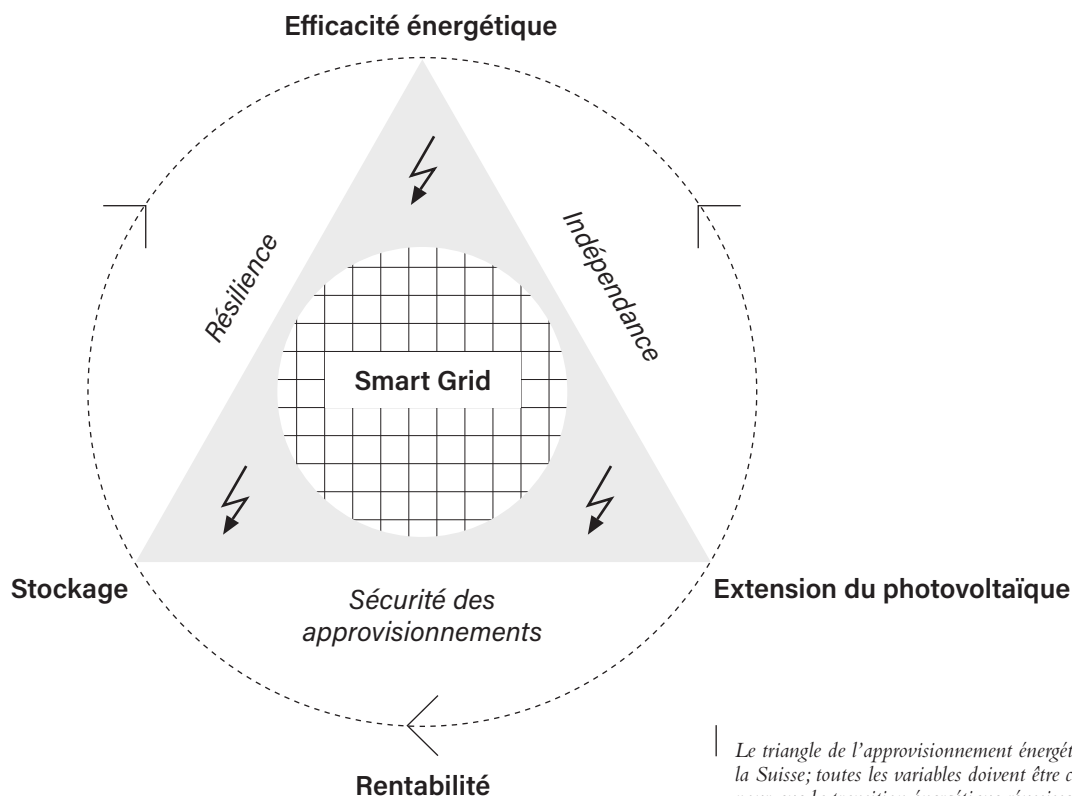 Efficacité énergétique
Résilience
Indépendance
Smart Grid
Stockage
Extension du photovoltaïque
Sécurité des
approvisionnements
Rentabilité
Le triangle de l'approvisionnement
la Suisse; toutes les variables doivent être